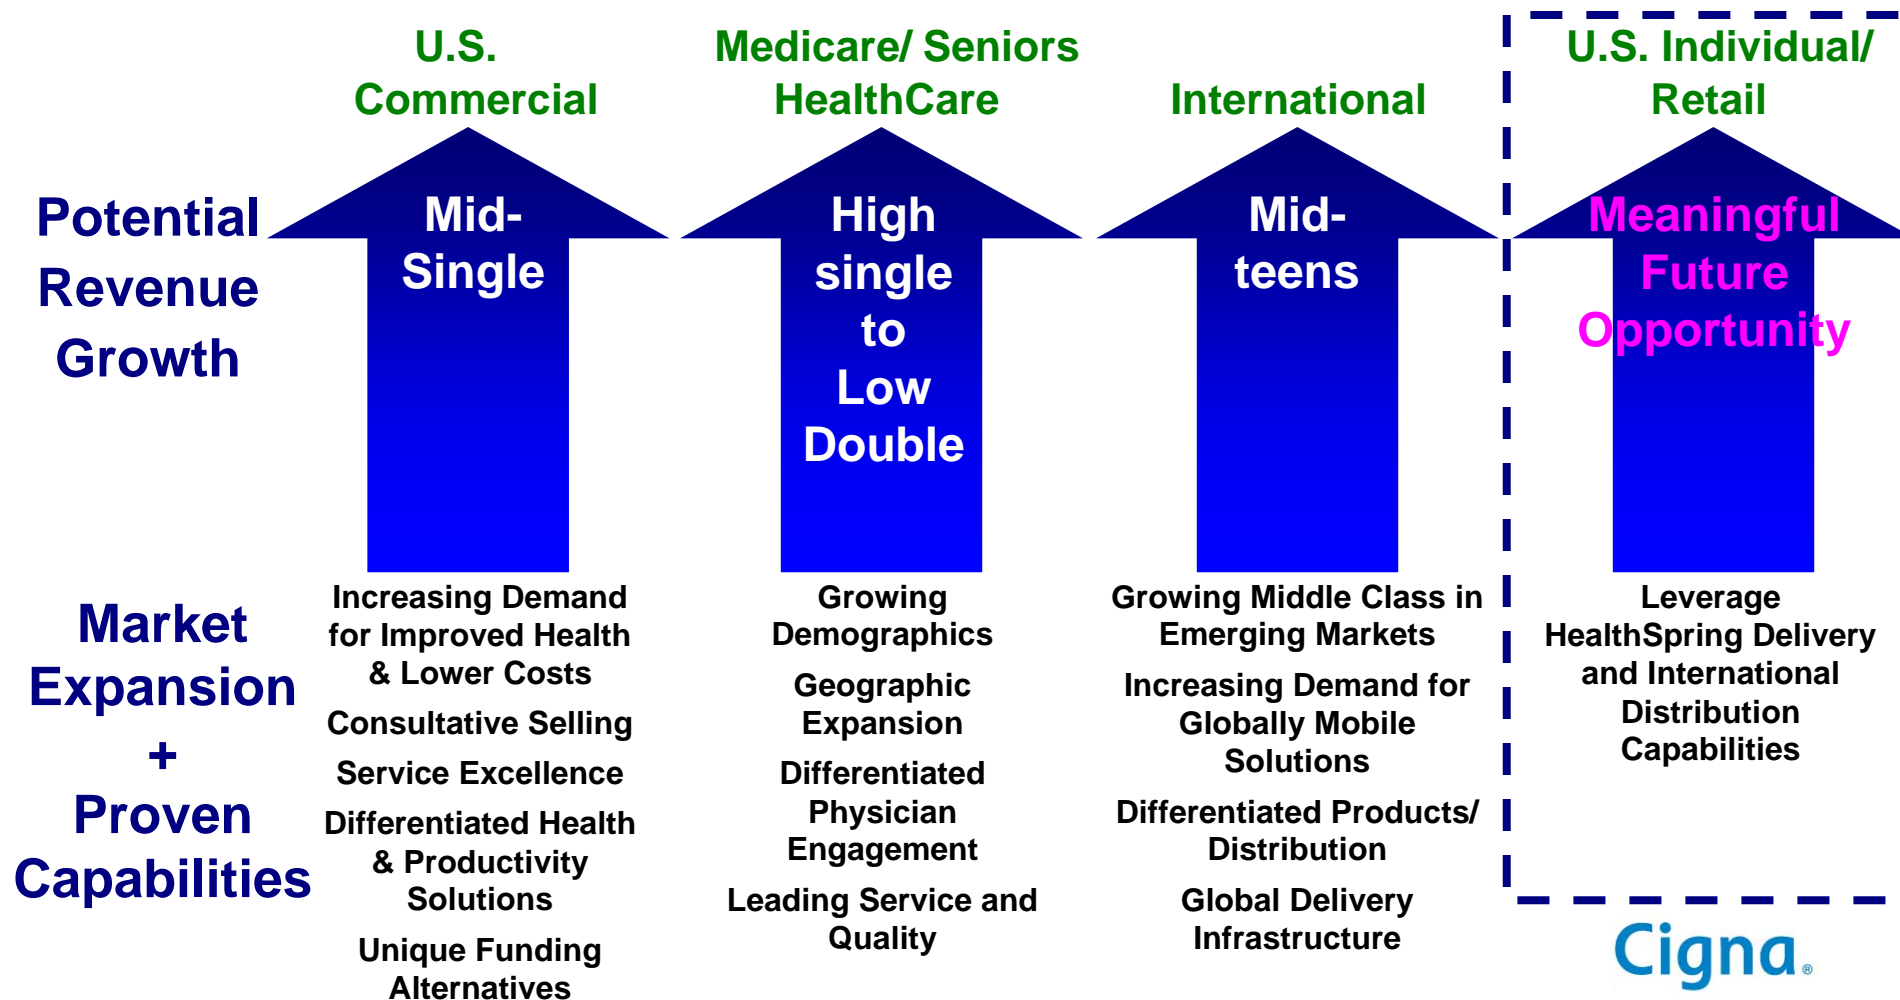 U.S.
Commercial
Medicare/ Seniors
HealthCare
International
U.S. Individual/
Retail
Potential
Revenue
Growth
Mid-
Single
High
single
to
Low
Double
Mid-
teens
Meaningful
Future
Opportunity
Market
Expansion
+
Proven
Capabilities
Increasing Demand
for Improved Health
& Lower Costs
Consultative Selling
Service Excellence
Differentiated Health
& Productivity
Solutions
Unique Funding
Alternatives
Growing
Demographics
Geographic
Expansion
Differentiated
Physician
Engagement
Leading Service and
Quality
Growing Middle Class in
Emerging Markets
Increasing Demand for
Globally Mobile
Solutions
Differentiated Products/
Distribution
Global Delivery
Infrastructure
Leverage
HealthSpring Delivery
and International
Distribution
Capabilities
Cigna®